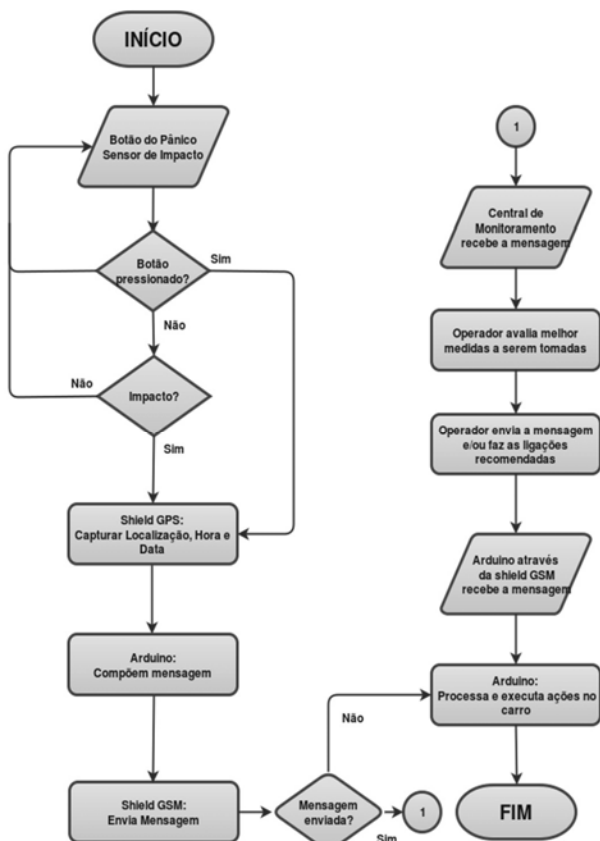 INÍCIO
Botão do Pânico
Sensor de Impacto
Botão
pressionado?
Sim
Não
Impacto?
Não
Sim
Shield GPS:
Capturar Localização, Hora e
Data
Arduino:
Compõem mensagem
Shield GSM:
Envia Mensagem
Mensagem
enviada?
Não
Sim
1
1
Central de
Monitoramento
recebe a mensagem
Operador avalia melhor
medidas a serem tomadas
Operador envia a mensagem
e/ou faz as ligações
recomendadas
Arduino através
da shield GSM
recebe a mensagem
Arduino:
Processa e executa ações no
carro
FIM